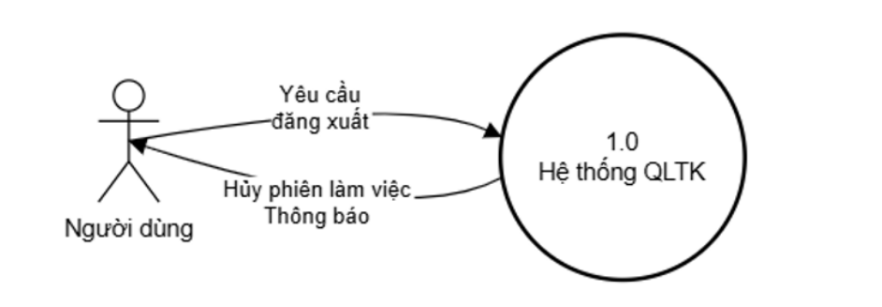 Yêu cầu
đăng xuất
1.0
Hệ thống QLTK
Hủy phiên làm việc
Thông báo
Người dùng